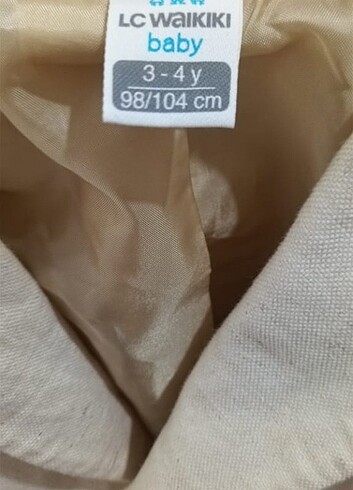 LC WAIKIKI
baby
3 - 4 y
98/104 cm